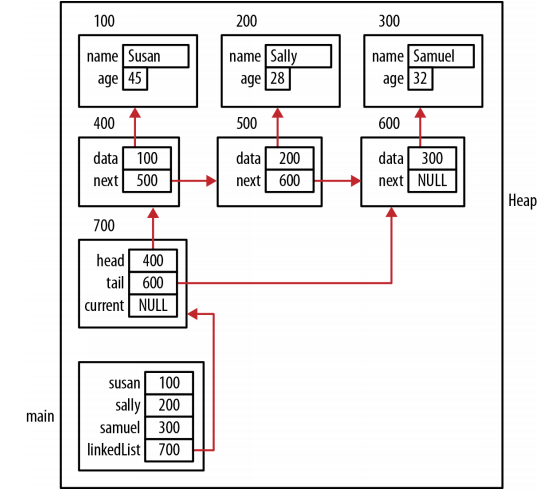 100 200 300
name Susan name Sally name Samuel
age 45 age 28 age 32
400 500 600
data 100 data 200 data 300
next 500 next 600 next NULL
Heap
700
head 400
tail 600
current NULL
susan 100
sally 200
main
samuel 300
linkedList 700